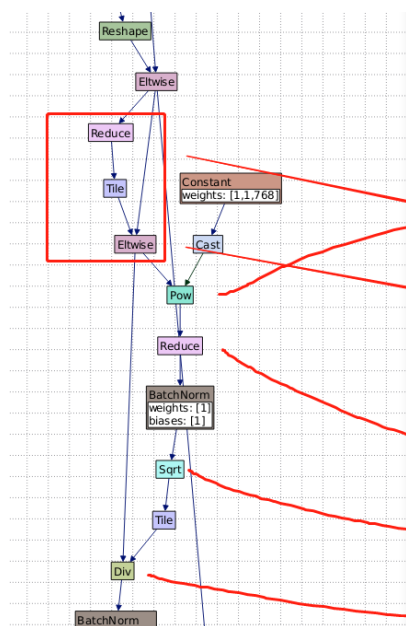 Reshape
Eltwise
Reduce
Tile
Constant
weights: [1,1,768]
Eltwise
Cast
Pow
Reduce
BatchNorm
weights: [1]
biases: [1]
Sqrt
Tile
Div
BatchNorm